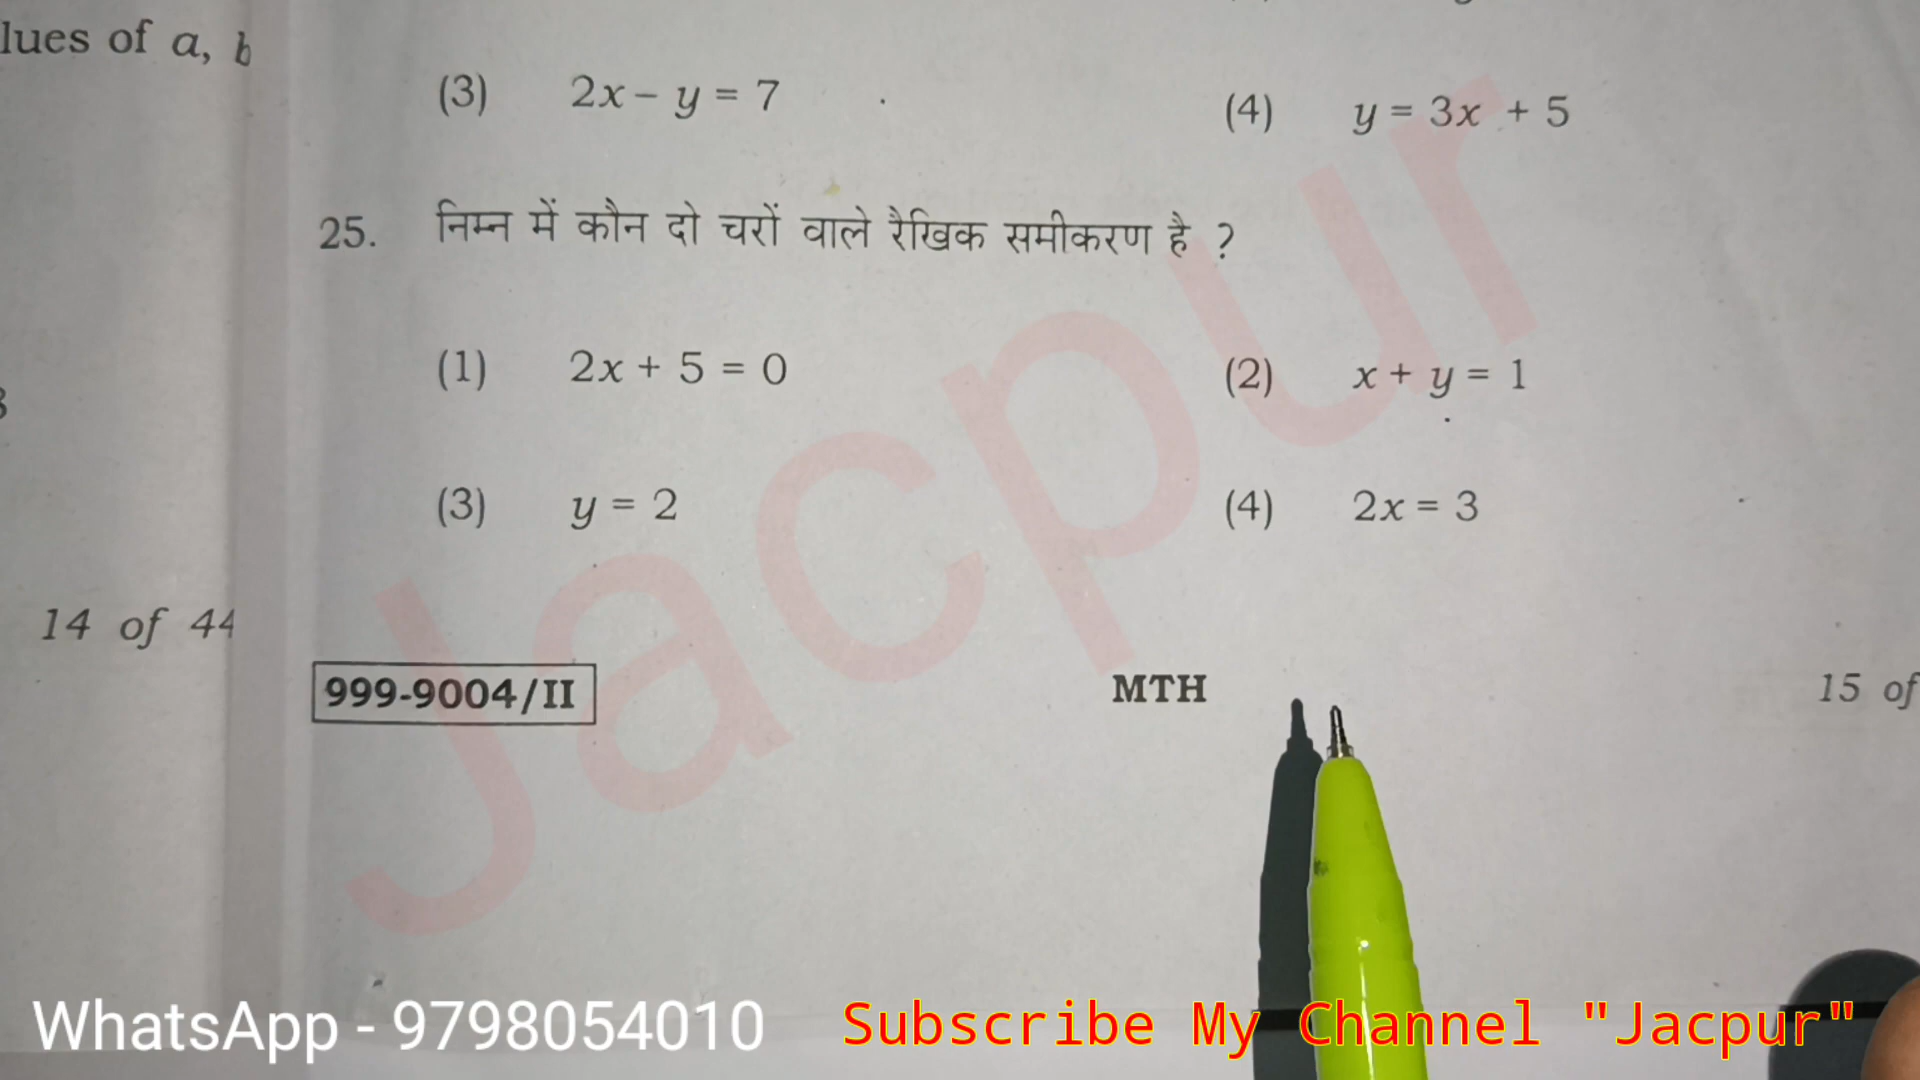 lues of a, b
(3) 2x – y = 7
(4) y = 3x + 5
25. निम्न में कौन दो चरों वाले रैखिक समीकरण है ?
(1) 2x + 5 = 0
(2) x + y = 1
(3) y = 2
(4) 2x = 3
14 of 44
999-9004/II
MTH
15 of
Jacpur
WhatsApp - 9798054010
Subscribe My Channel "Jacpur"